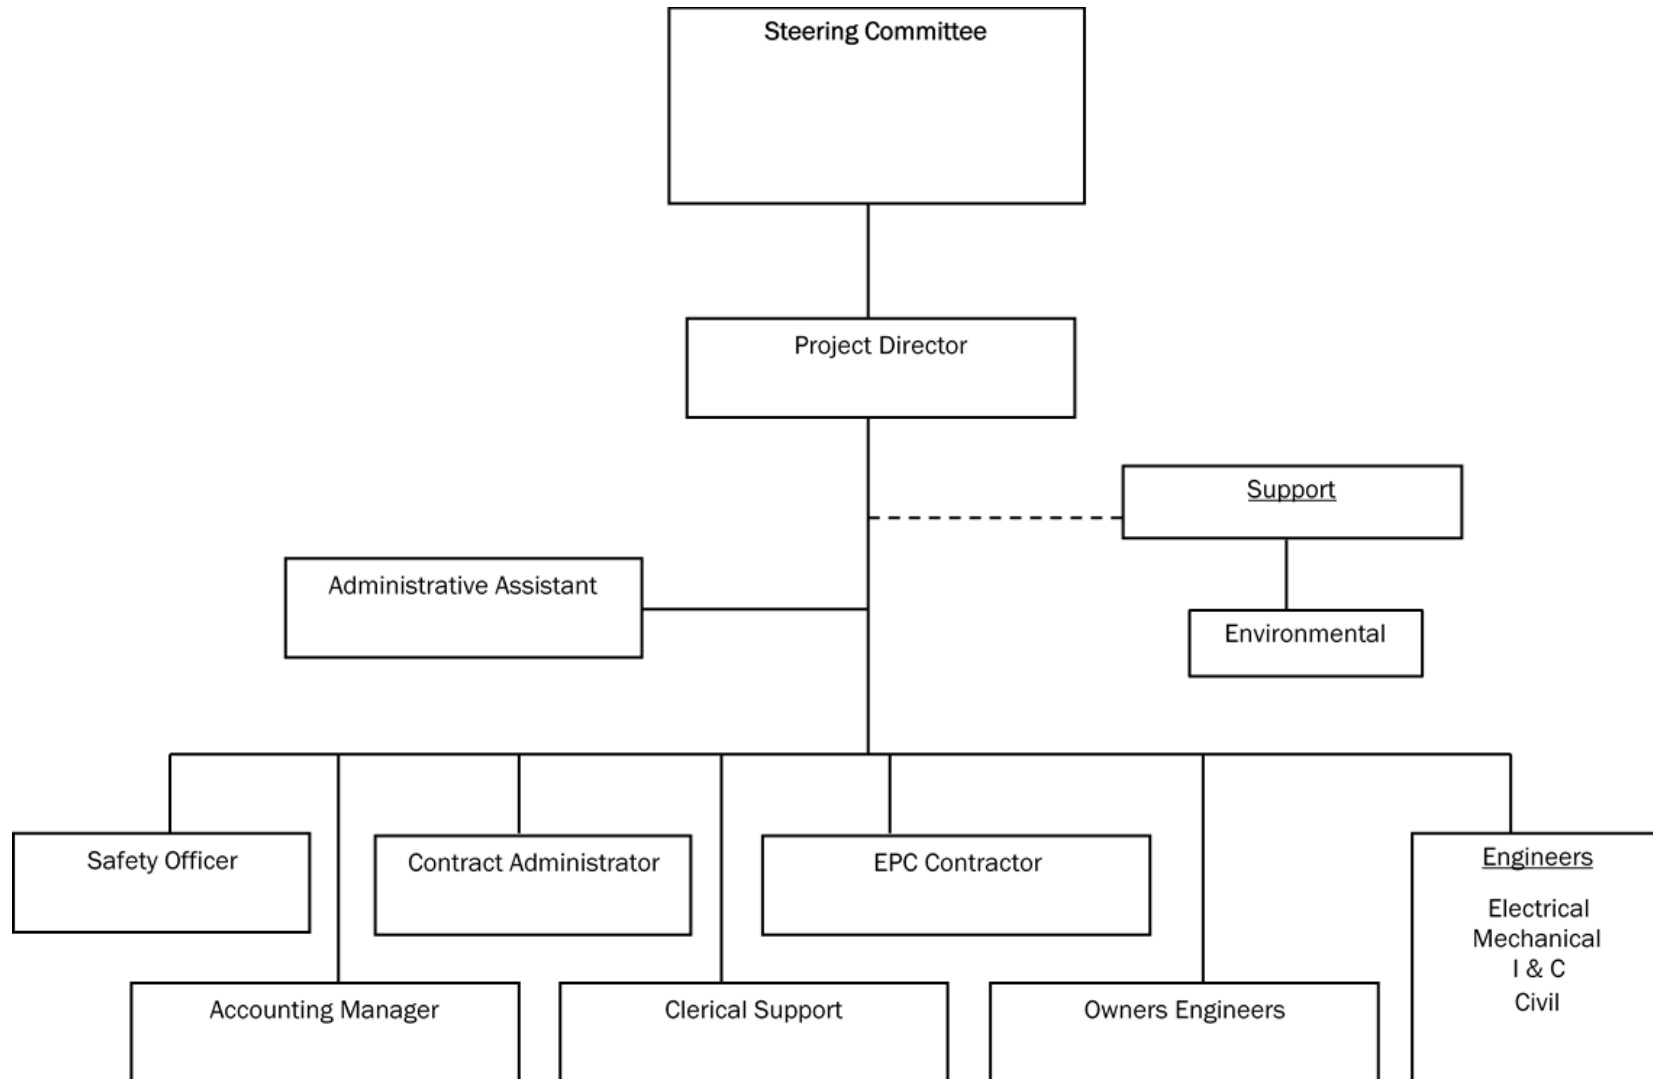 Steering Committee
Project Director
Support
Administrative Assistant
Environmental
Safety Officer
Contract Administrator
EPC Contractor
Engineers
Electrical
Mechanical
I & C
Civil
Accounting Manager
Clerical Support
Owners Engineers